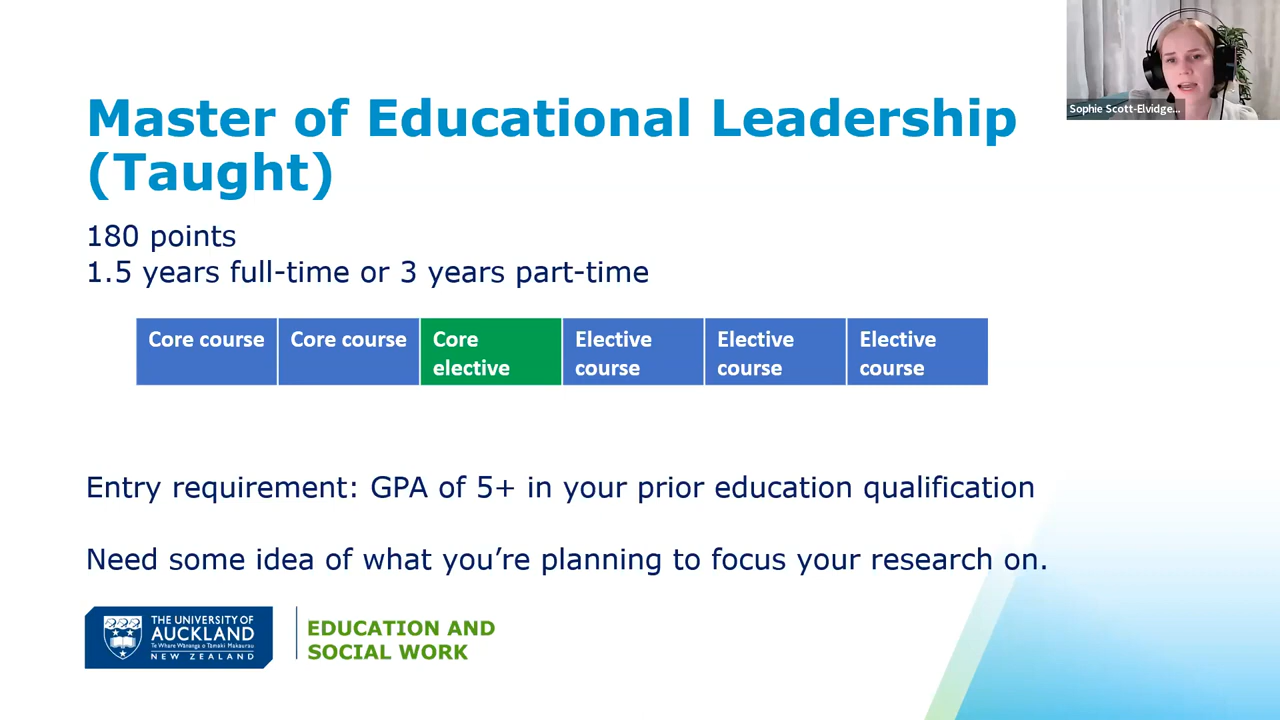 Master of Educational Leadership
(Taught)
Sophie Scott-Elvidge...
180 points
1.5 years full-time or 3 years part-time
Core course
Core course
Core
elective
Elective
course
Elective
course
Elective
course
Entry requirement: GPA of 5+ in your prior education qualification
Need some idea of what you’re planning to focus your research on.
THE UNIVERSITY OF
AUCKLAND
Te Whare Wānanga o Tāmaki Makaurau
NEW ZEALAND
EDUCATION AND
SOCIAL WORK